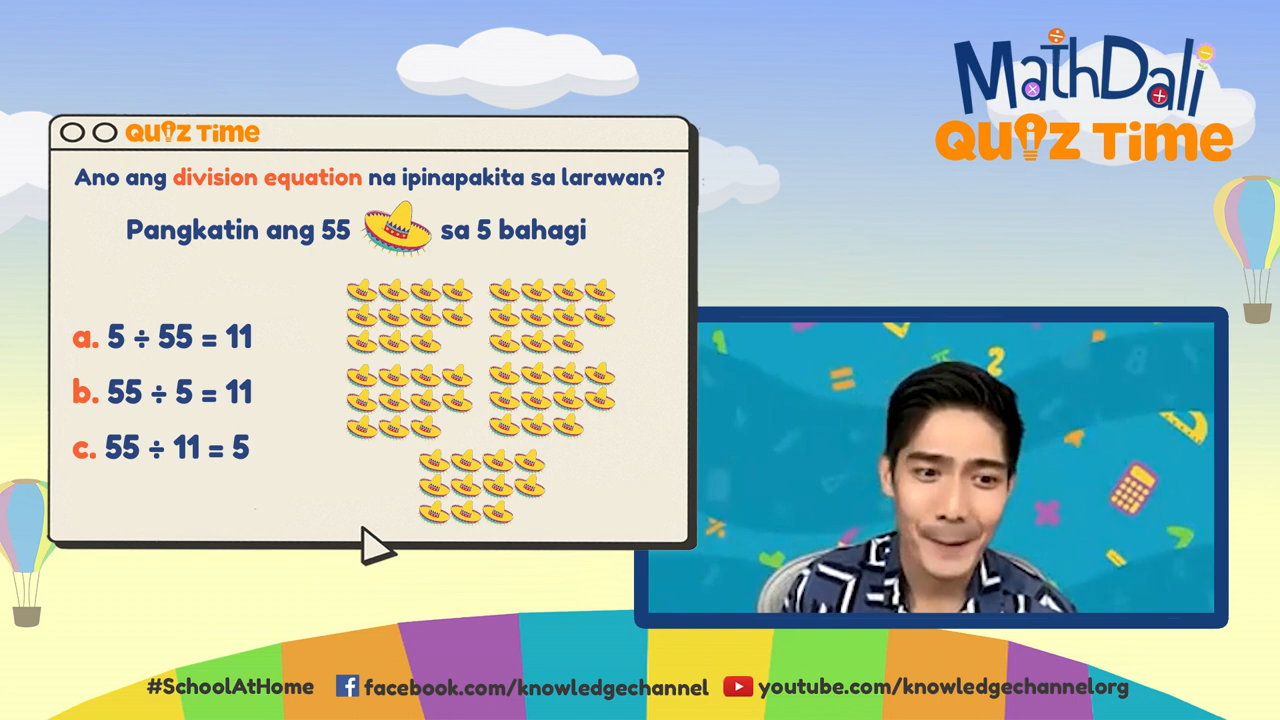 MathDali
QUIZ TIME
QUIZ TIME
Ano ang division equation na ipinapakita sa larawan?
Pangkatin ang 55 sa 5 bahagi
a. 5 ÷ 55 = 11
b. 55 ÷ 5 = 11
c. 55 ÷ 11 = 5
#SchoolAtHome facebook.com/knowledgechannel youtube.com/knowledgechannelorg